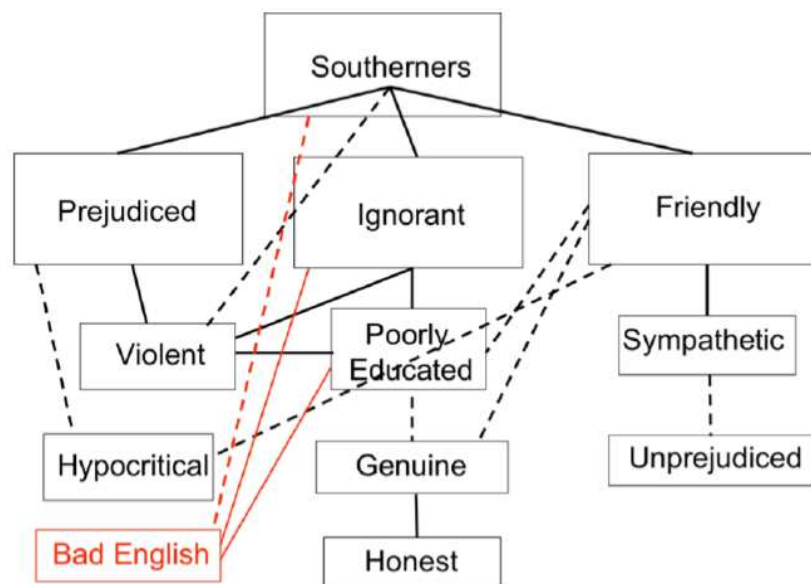 Southerners
Prejudiced
Ignorant
Friendly
Violent
Poorly
Educated
Sympathetic
Hypocritical
Genuine
Unprejudiced
Bad English
Honest